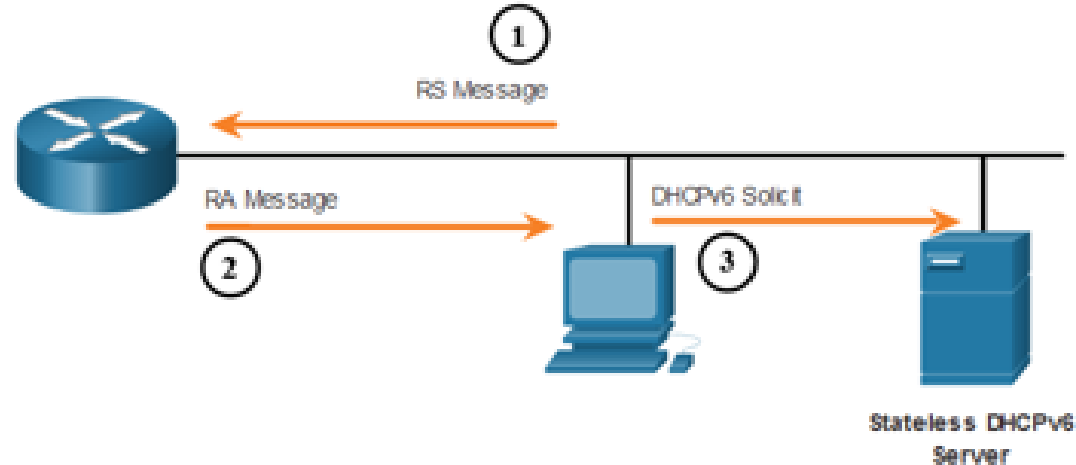 1
RS Message
RA Message
2
DHCPv6 Solicit
3
Stateless DHCPv6
Server